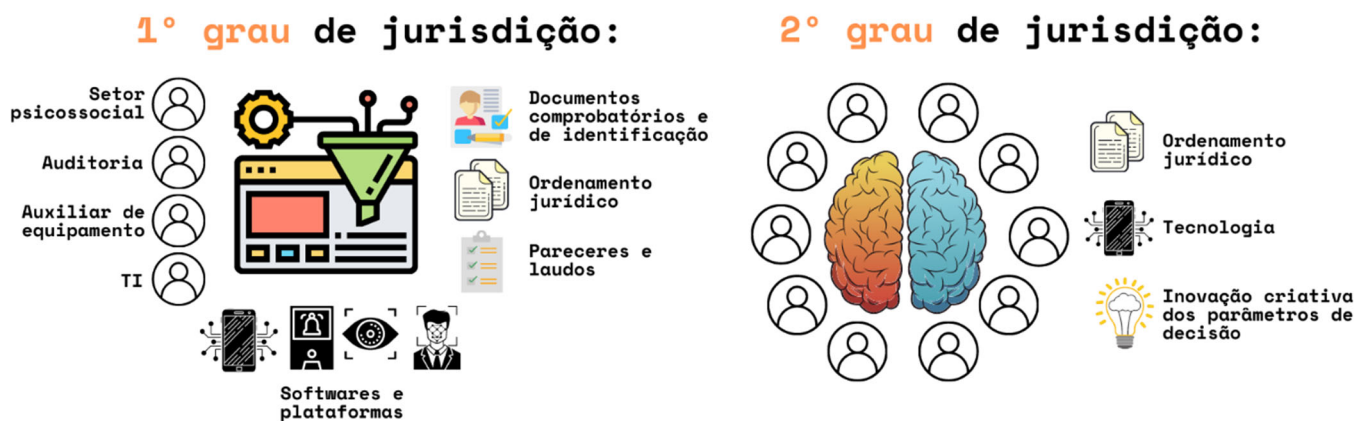 1° grau de jurisdição:
Setor
psicossocial
Auditoria
Auxiliar de
equipamento
TI
Documentos
comprobatórios e
de identificação
Ordenamento
jurídico
Pareceres e
laudos
Softwares e
plataformas
2° grau de jurisdição:
Ordenamento
jurídico
Tecnologia
Inovação criativa
dos parâmetros de
decisão